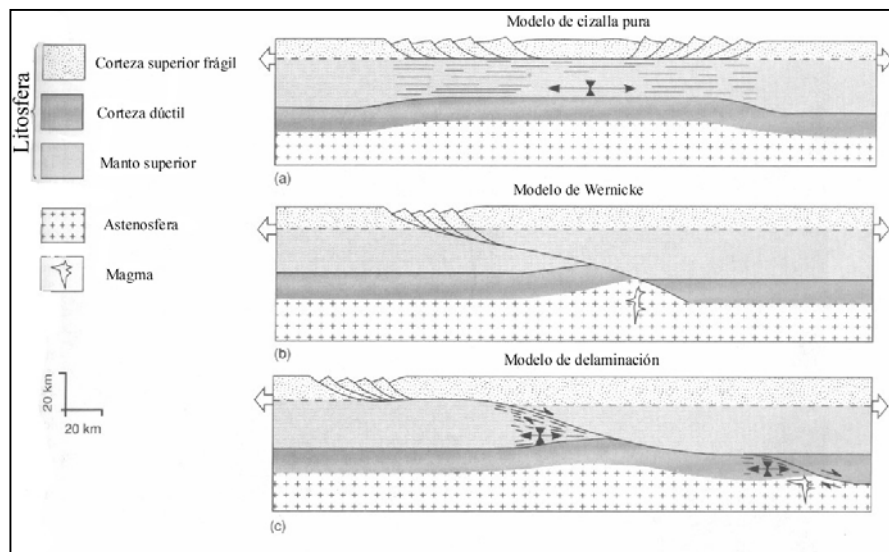 Modelo de cizalla pura
Litosfera
Corteza superior frágil
Corteza dúctil
Manto superior
Astenosfera
Magma
20 km
20 km
(a)
Modelo de Wernicke
(b)
Modelo de delaminación
(c)